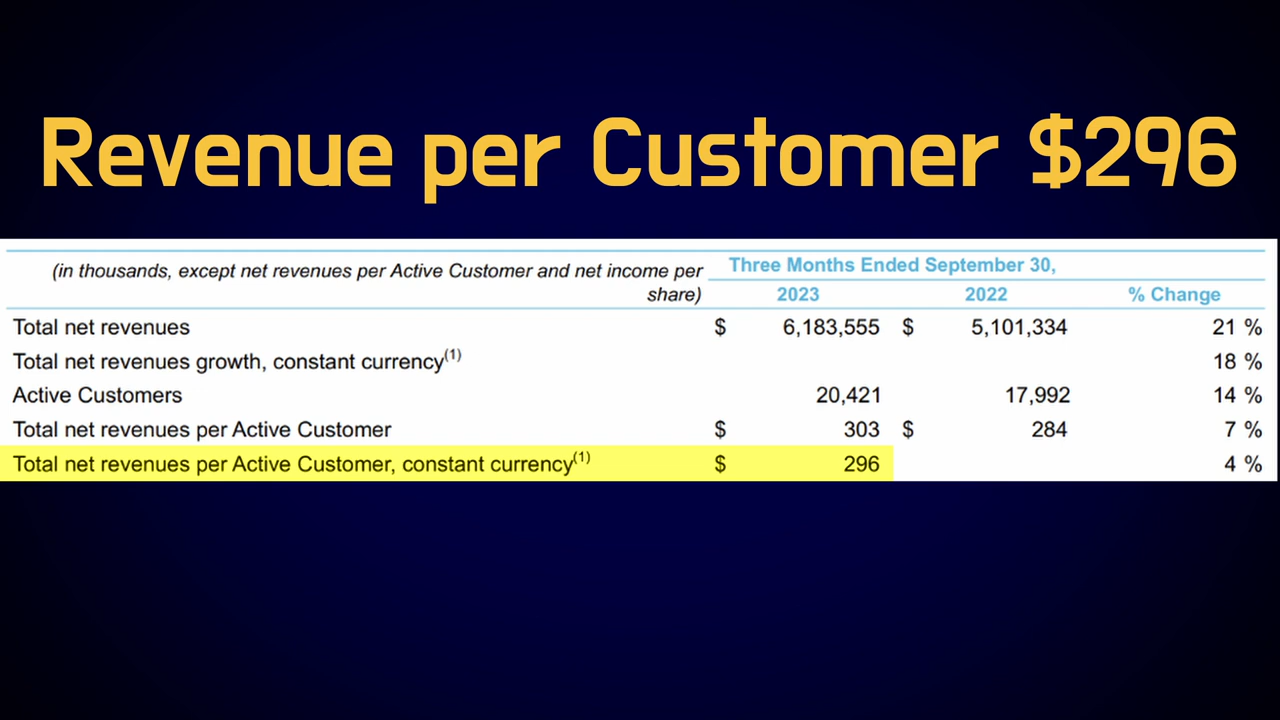 Revenue per Customer $296
(in thousands, except net revenues per Active Customer and net income per share)
Three Months Ended September 30,
2023 2022 % Change
Total net revenues $ 6,183,555 $ 5,101,334 21 %
Total net revenues growth, constant currency(1) 18 %
Active Customers 20,421 17,992 14 %
Total net revenues per Active Customer $ 303 $ 284 7 %
Total net revenues per Active Customer, constant currency(1) $ 296 4 %